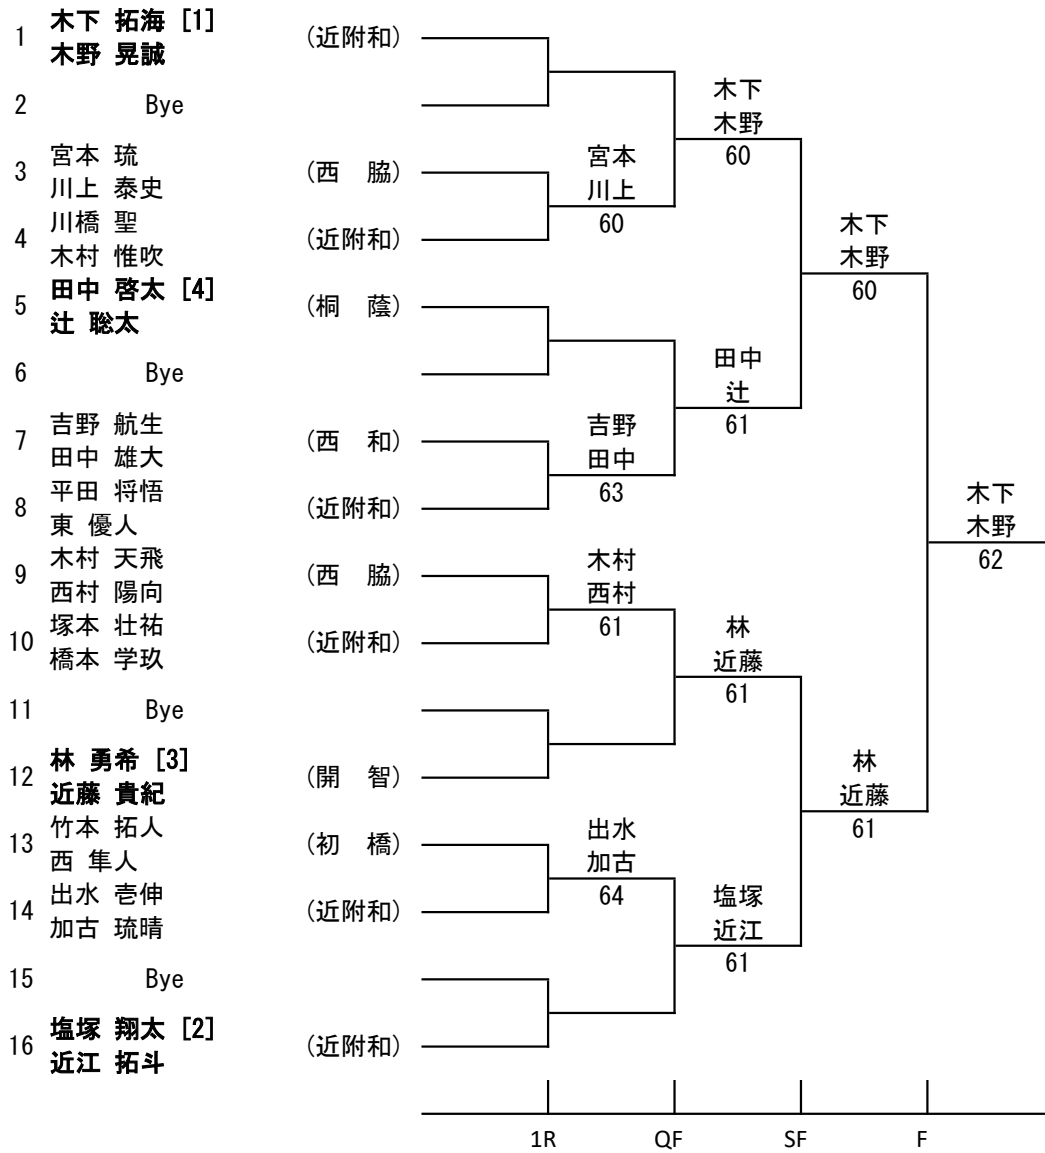 1 木下 拓海 [1] (近附和)
木野 晃誠
2 Bye
3 宮本 琉 (西 脇)
川上 泰史
4 川橋 聖 (近附和)
木村 惟吹
5 田中 啓太 [4] (桐 蔭)
辻 聡太
6 Bye
7 吉野 航生 (西 和)
田中 雄大
8 平田 将悟 (近附和)
東 優人
9 木村 天飛 (西 脇)
西村 陽向
10 塚本 壮祐 (近附和)
橋本 学玖
11 Bye
12 林 勇希 [3] (開 智)
近藤 貴紀
13 竹本 拓人 (初 橋)
西 隼人
14 出水 壱伸 (近附和)
加古 琉晴
15 Bye
16 塩塚 翔太 [2] (近附和)
近江 拓斗
宮本
川上
60
吉野
田中
63
木村
西村
61
出水
加古
64
木下
木野
60
田中
辻
61
林
近藤
61
塩塚
近江
61
木下
木野
60
林
近藤
61
木下
木野
62
1R QF SF F